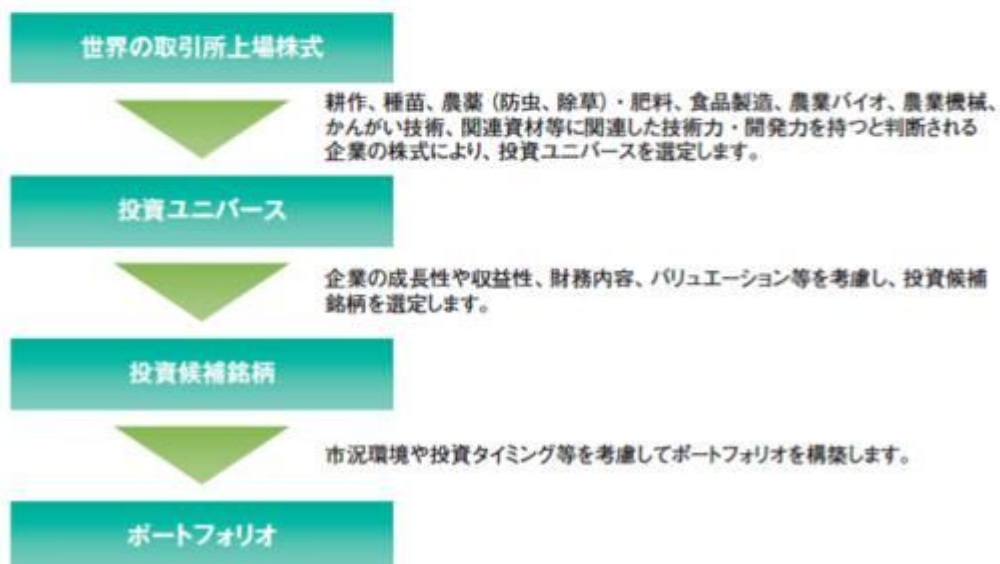 世界の取引所上場株式
耕作、種苗、農薬（防虫、除草）・肥料、食品製造、農業バイオ、農業機械、
かんがい技術、関連資材等に関連した技術力・開発力を持つと判断される
企業の株式により、投資ユニバースを選定します。
投資ユニバース
企業の成長性や収益性、財務内容、バリュエーション等を考慮し、投資候補
銘柄を選定します。
投資候補銘柄
市況環境や投資タイミング等を考慮してポートフォリオを構築します。
ポートフォリオ